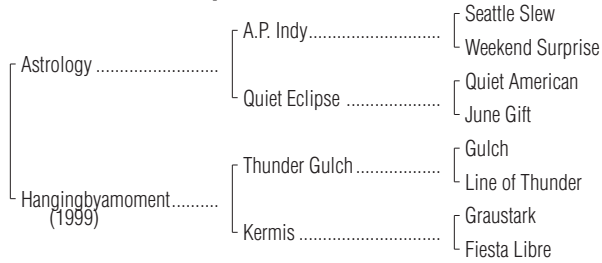 Seattle Slew
A.P. Indy............................
Weekend Surprise
Astrology ..........................
Quiet American
Quiet Eclipse ....................
June Gift
Gulch
Thunder Gulch..................
Line of Thunder
Hangingbyamoment..........
(1999)
Graustark
Kermis ..............................
Fiesta Libre